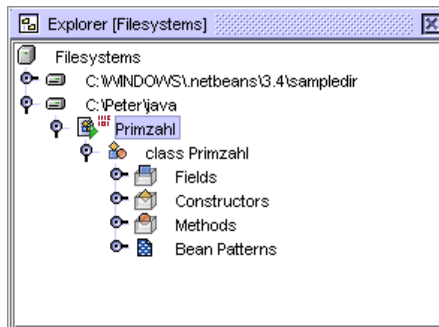 Explorer [Filesystems]
Filesystems
C:\WINDOWS\.netbeans\3.4\sampledir
C:\Peter\java
Primzahl
class Primzahl
Fields
Constructors
Methods
Bean Patterns